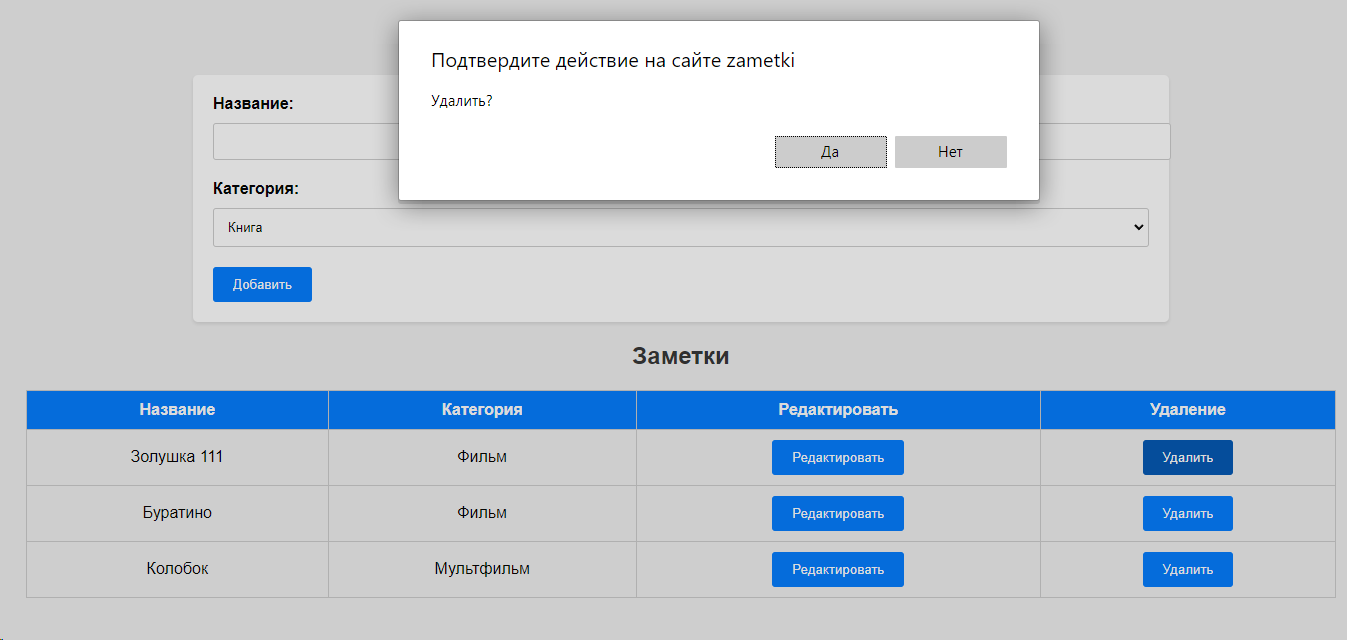 Подтвердите действие на сайте zametki
Удалить?
Да Нет
Название:
Категория:
Книга
Добавить
Заметки
Название Категория Редактировать Удаление
Золушка 111 Фильм Редактировать Удалить
Буратино Фильм Редактировать Удалить
Колобок Мультфильм Редактировать Удалить